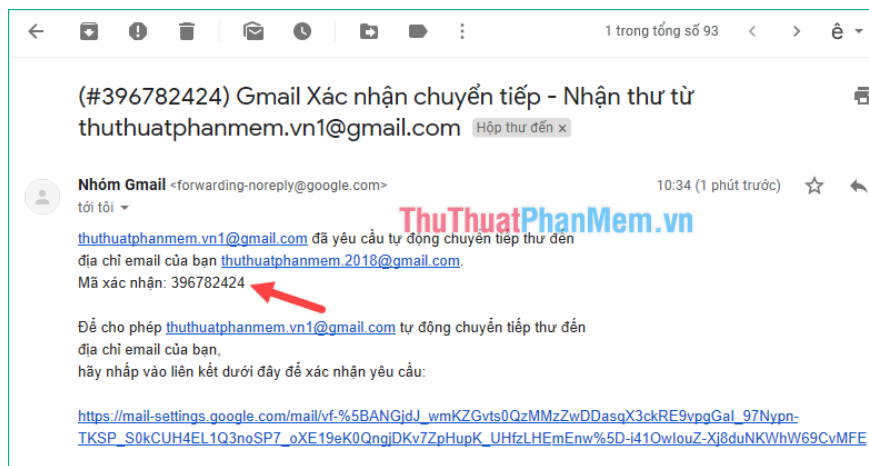 1 trong tổng số 93
ê
(#396782424) Gmail Xác nhận chuyển tiếp - Nhận thư từ
thuthuatphanmem.vn1@gmail.com Hộp thư đến x
Nhóm Gmail <forwarding-noreply@google.com> 10:34 (1 phút trước)
tới tôi
ThuThuatPhanMem.vn
thuthuatphanmem.vn1@gmail.com đã yêu cầu tự động chuyển tiếp thư đến
địa chỉ email của bạn thuthuatphanmem.2018@gmail.com.
Mã xác nhận: 396782424
Để cho phép thuthuatphanmem.vn1@gmail.com tự động chuyển tiếp thư đến
địa chỉ email của bạn,
hãy nhấp vào liên kết dưới đây để xác nhận yêu cầu:
https://mail-settings.google.com/mail/vf-%5BANGjdJ_wmKZGvts0QzMMzZwDDasqX3ckRE9vpgGaI_97Nypn-
TKSP_S0kCUH4EL1Q3noSP7_oXE19eK0QngjDKv7ZpHupK_UHfzLHEmEnw%5D-i41OwIouZ-Xj8duNKWhW69CvMFE